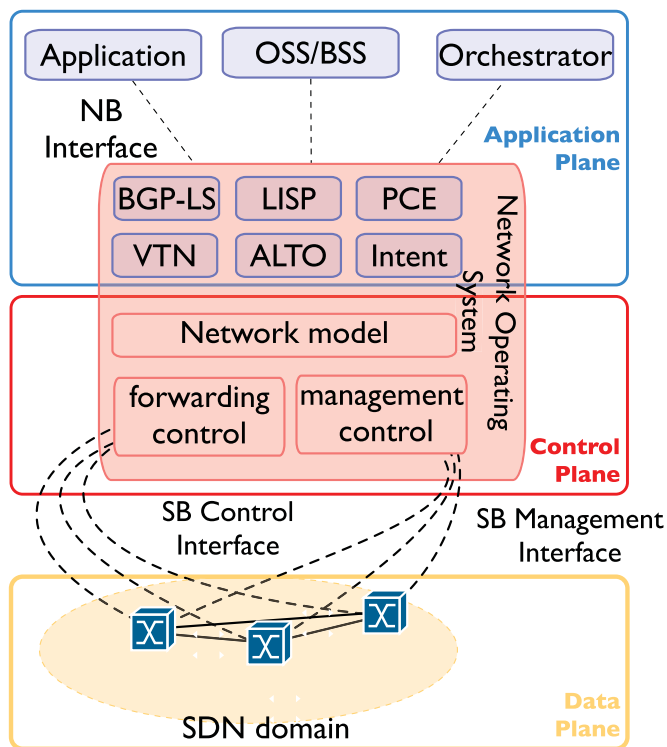 Application
OSS/BSS
Orchestrator
NB
Interface
Application
Plane
BGP-LS
LISP
PCE
VTN
ALTO
Intent
Network Operating
System
Network model
forwarding
control
management
control
Control
Plane
SB Control
Interface
SB Management
Interface
SDN domain
Data
Plane